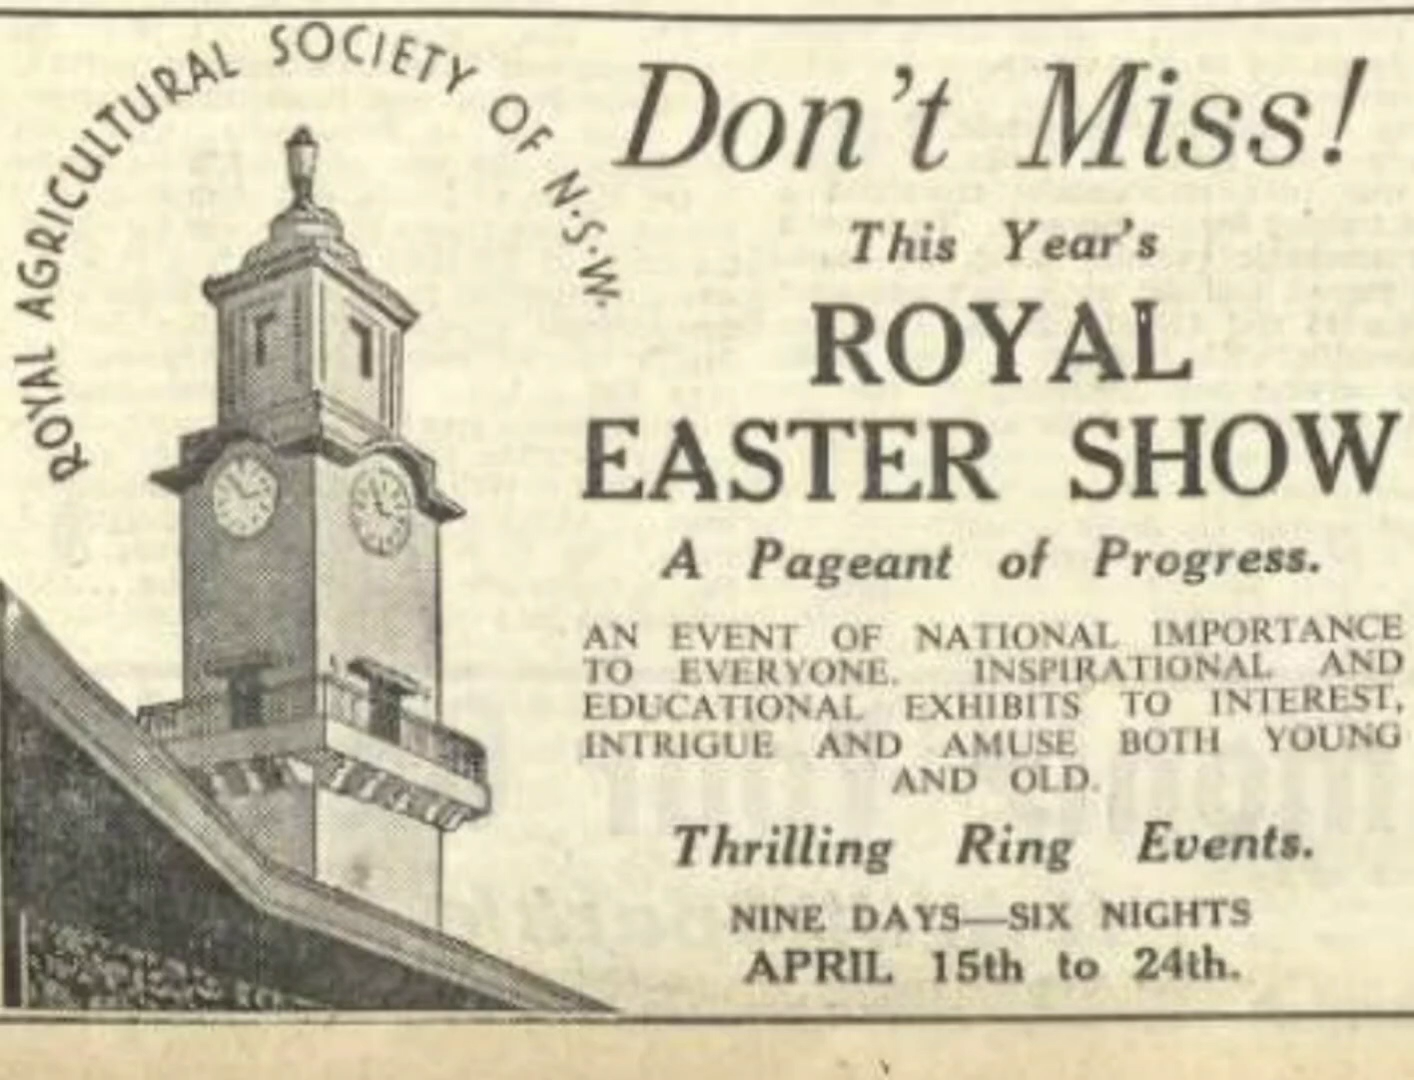 ROYAL AGRICULTURAL SOCIETY OF N·S·W.
Don't Miss!
This Year's
ROYAL
EASTER SHOW
A Pageant of Progress.
AN EVENT OF NATIONAL IMPORTANCE
TO EVERYONE. INSPIRATIONAL AND
EDUCATIONAL EXHIBITS TO INTEREST,
INTRIGUE AND AMUSE BOTH YOUNG
AND OLD.
Thrilling Ring Events.
NINE DAYS—SIX NIGHTS
APRIL 15th to 24th.